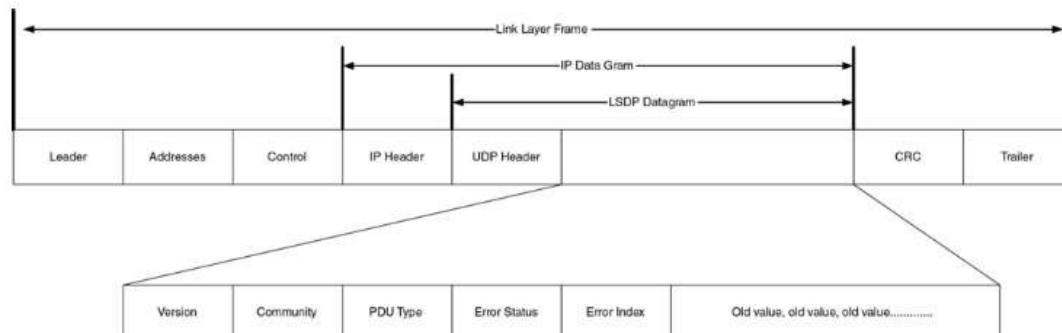 Link Layer Frame
IP Data Gram
LSDP Datagram
Leader Addresses Control IP Header UDP Header CRC Trailer
Version Community PDU Type Error Status Error Index Old value, old value, old value.............